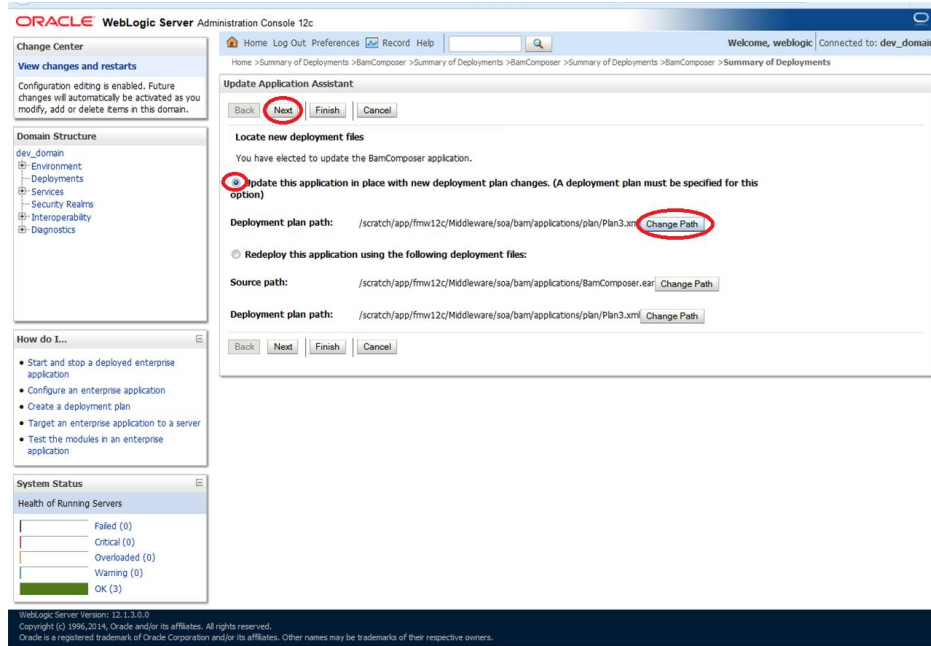 ORACLE WebLogic Server Administration Console 12c
Change Center
View changes and restarts
Configuration editing is enabled. Future
changes will automatically be activated as you
modify, add or delete items in this domain.
Domain Structure
dev_domain
Environment
Deployments
Services
Security Realms
Interoperability
Diagnostics
How do I...
Start and stop a deployed enterprise
application
Configure an enterprise application
Create a deployment plan
Target an enterprise application to a server
Test the modules in an enterprise
application
System Status
Health of Running Servers
Failed (0)
Critical (0)
Overloaded (0)
Warning (0)
OK (3)
Home Log Out Preferences Record Help
Welcome, weblogic Connected to: dev_domain
Home >Summary of Deployments >BamComposer >Summary of Deployments >BamComposer >Summary of Deployments >BamComposer >Summary of Deployments
Update Application Assistant
Back Next Finish Cancel
Locate new deployment files
You have elected to update the BamComposer application.
Update this application in place with new deployment plan changes. (A deployment plan must be specified for this
option)
Deployment plan path: /scratch/app/fmw12c/Middleware/soa/bam/applications/plan/Plan3.xml Change Path
Redeploy this application using the following deployment files:
Source path: /scratch/app/fmw12c/Middleware/soa/bam/applications/BamComposer.ear Change Path
Deployment plan path: /scratch/app/fmw12c/Middleware/soa/bam/applications/plan/Plan3.xml Change Path
Back Next Finish Cancel
WebLogic Server Version: 12.1.3.0.0
Copyright (c) 1996,2014, Oracle and/or its affiliates. All rights reserved.
Oracle is a registered trademark of Oracle Corporation and/or its affiliates. Other names may be trademarks of their respective owners.